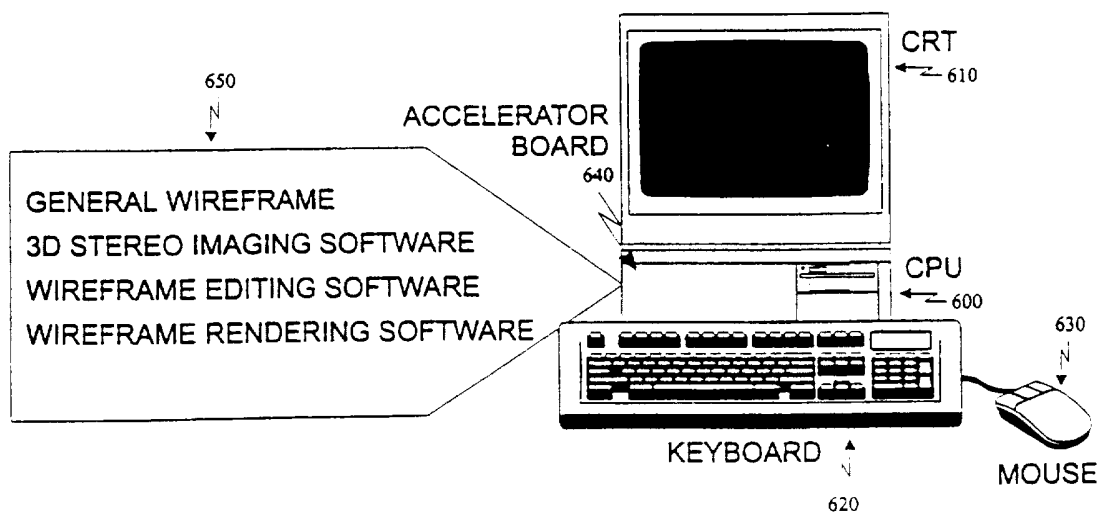 650
GENERAL WIREFRAME
3D STEREO IMAGING SOFTWARE
WIREFRAME EDITING SOFTWARE
WIREFRAME RENDERING SOFTWARE
ACCELERATOR
BOARD
640
CRT
610
CPU
600
630
MOUSE
KEYBOARD
620